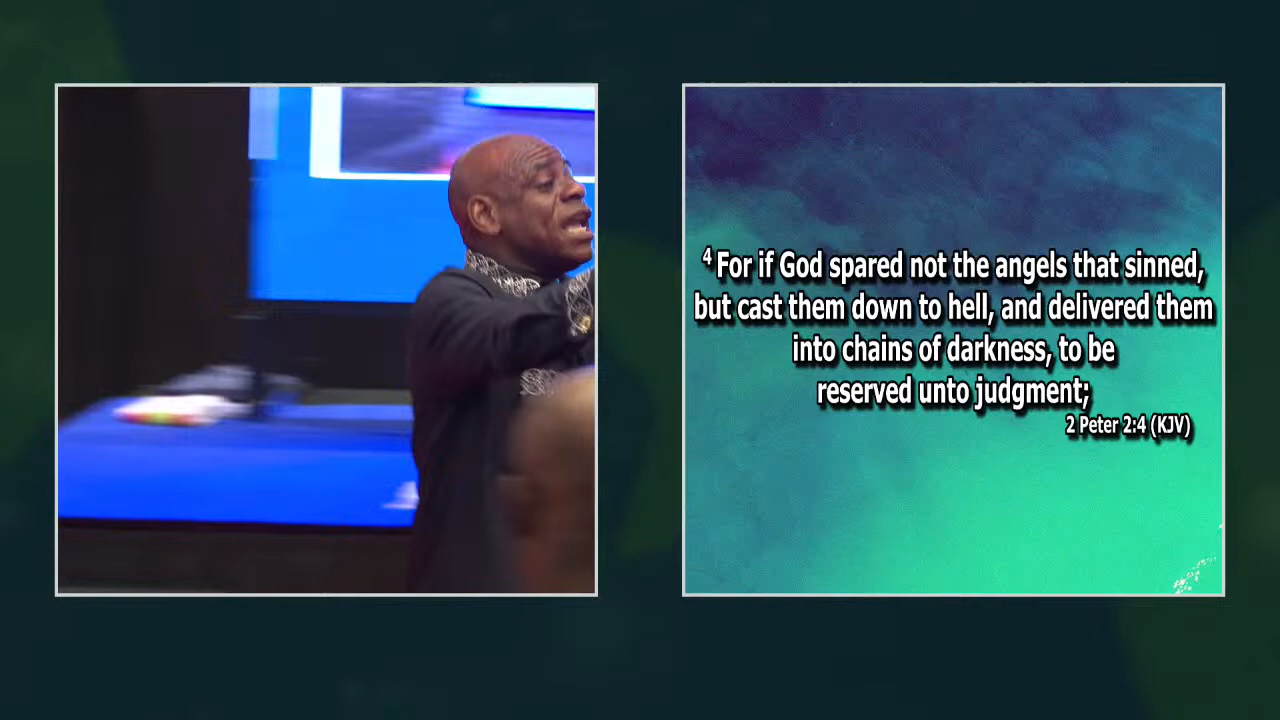 4 For if God spared not the angels that sinned,
but cast them down to hell, and delivered them
into chains of darkness, to be
reserved unto judgment;
2 Peter 2:4 (KJV)